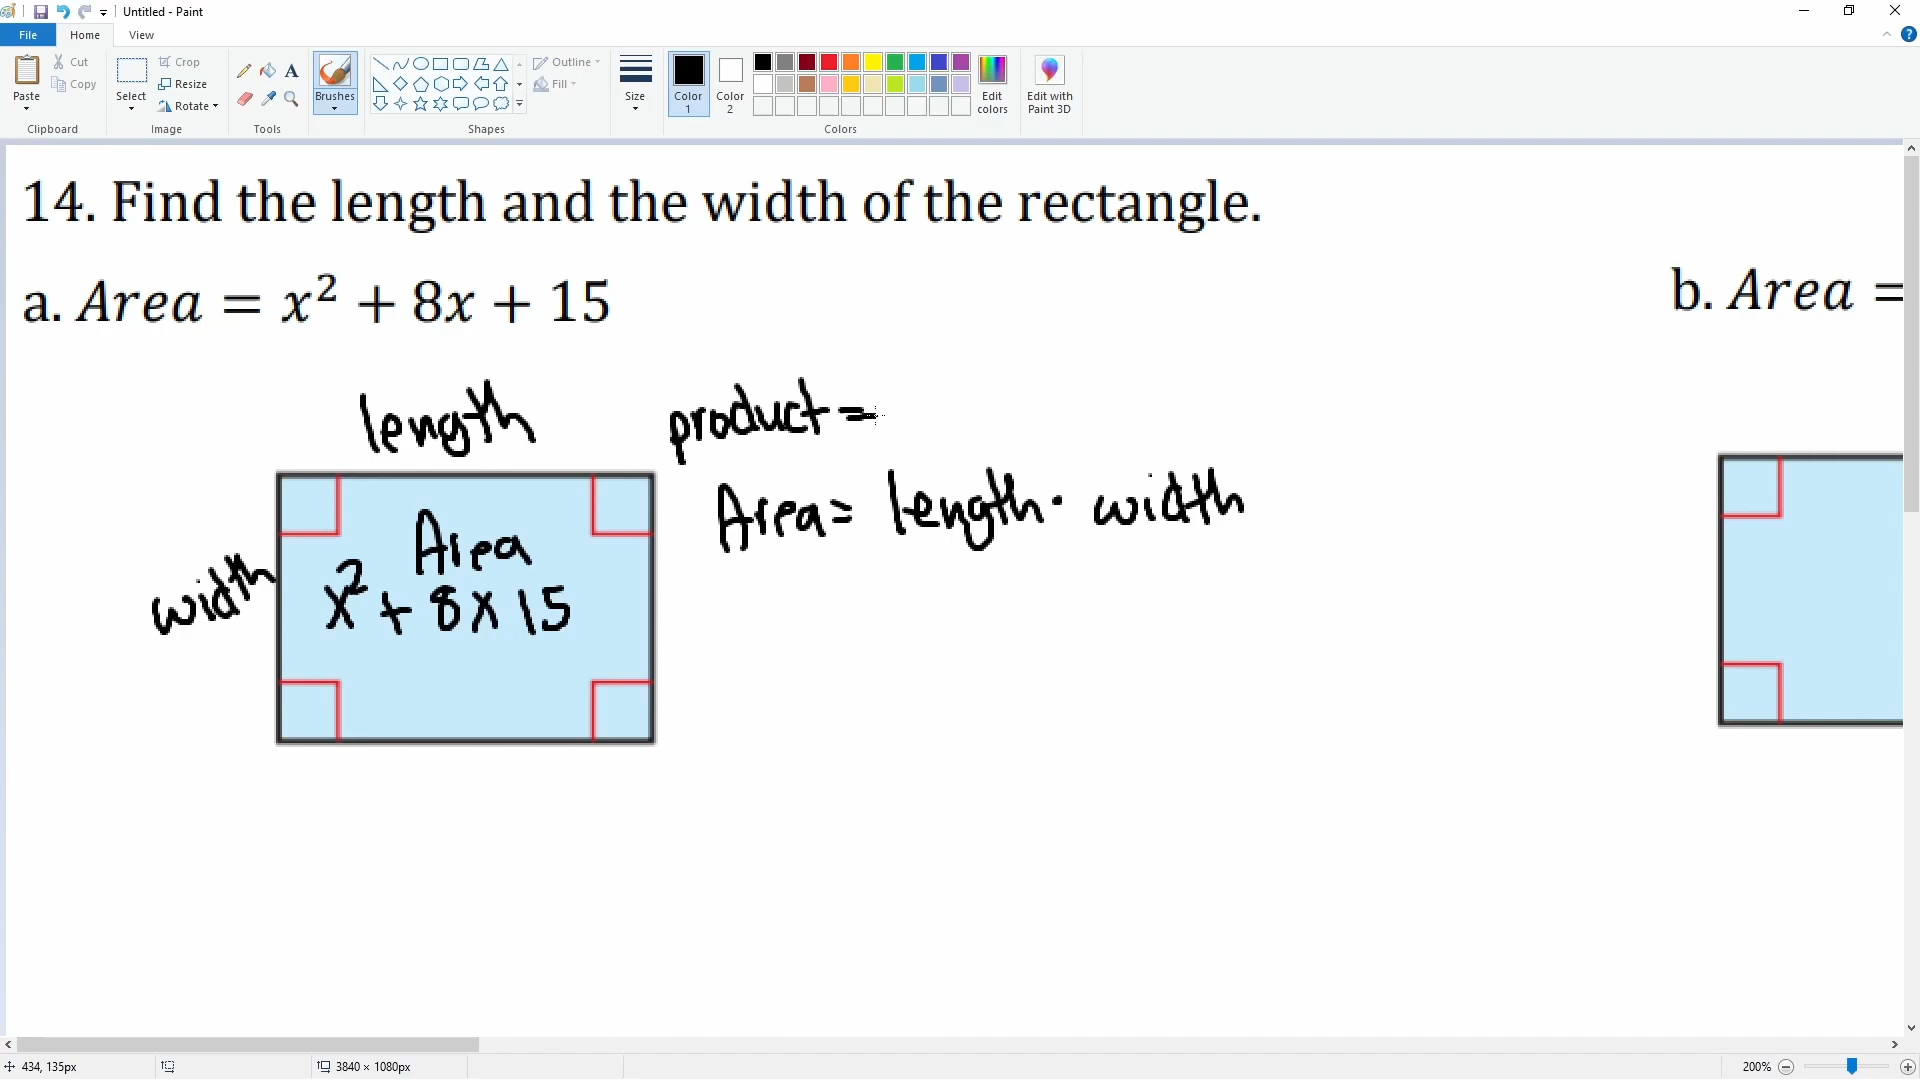 Untitled - Paint
File Home View
Paste
Cut
Copy
Clipboard
Select
Crop
Resize
Rotate
Image
Tools
Brushes
Shapes
Outline
Fill
Size
Color 1
Color 2
Colors
Edit colors
Edit with Paint 3D
14. Find the length and the width of the rectangle.
a. Area = x² + 8x + 15
b. Area =
length
product =
Area = length · width
width
Area
x² + 8x 15
434, 135px
3840 × 1080px
200%